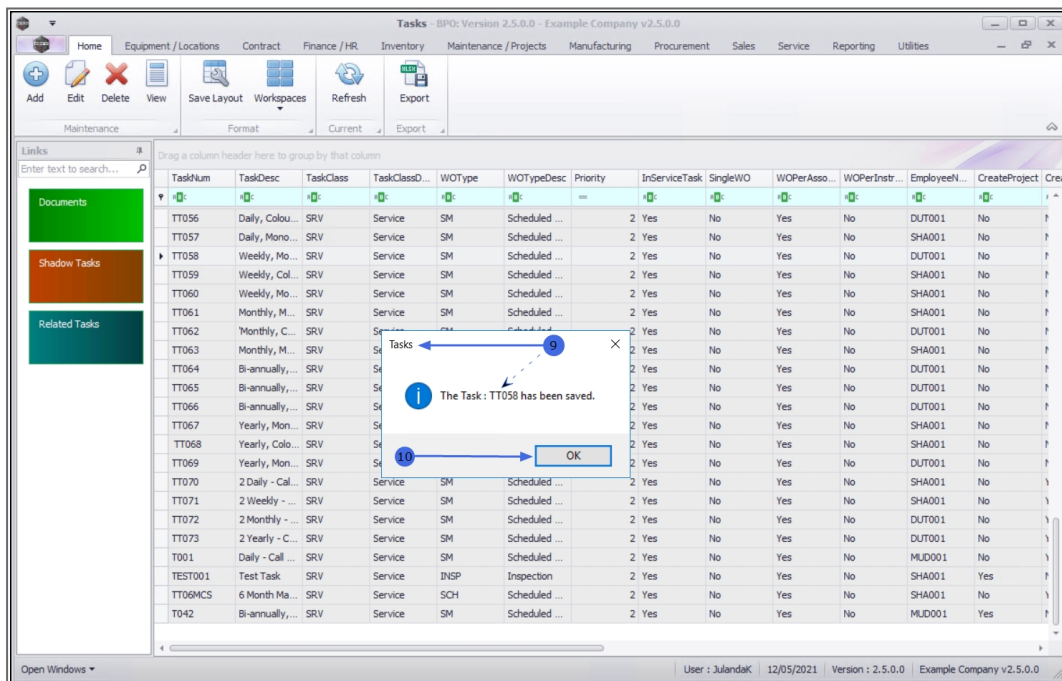 Tasks - BPO: Version 2.5.0.0 - Example Company v2.5.0.0
Home Equipment / Locations Contract Finance / HR Inventory Maintenance / Projects Manufacturing Procurement Sales Service Reporting Utilities
Add Edit Delete View Save Layout Workspaces Refresh Export
Maintenance Format Current Export
Links
Enter text to search...
Documents
Shadow Tasks
Related Tasks
Drag a column header here to group by that column
TaskNum TaskDesc TaskClass TaskClassD... WOType WOTypeDesc Priority InServiceTask SingleWO WOPerAsso... WOPerInstr... EmployeeN... CreateProject Crea
TT056 Daily, Colou... SRV Service SM Scheduled ... 2 Yes No Yes No DUT001 No
TT057 Daily, Mono... SRV Service SM Scheduled ... 2 Yes No Yes No SHA001 No
TT058 Weekly, Mo... SRV Service SM Scheduled ... 2 Yes No Yes No DUT001 No
TT059 Weekly, Col... SRV Service SM Scheduled ... 2 Yes No Yes No SHA001 No
TT060 Weekly, Mo... SRV Service SM Scheduled ... 2 Yes No Yes No SHA001 No
TT061 Monthly, M... SRV Service SM Scheduled ... 2 Yes No Yes No SHA001 No
TT062 'Monthly, C... SRV Service SM Scheduled ... 2 Yes No Yes No DUT001 No
TT063 Monthly, M... SRV Se 2 Yes No Yes No SHA001 No
TT064 Bi-annually,... SRV Se 2 Yes No Yes No DUT001 No
TT065 Bi-annually,... SRV Se 2 Yes No Yes No DUT001 No
TT066 Bi-annually,... SRV Se 2 Yes No Yes No DUT001 No
TT067 Yearly, Mon... SRV Se 2 Yes No Yes No SHA001 No
TT068 Yearly, Colo... SRV Se 2 Yes No Yes No SHA001 No
TT069 Yearly, Mon... SRV Se 2 Yes No Yes No DUT001 No
TT070 2 Daily - Cal... SRV Service SM Scheduled ... 2 Yes No Yes No SHA001 No
TT071 2 Weekly - ... SRV Service SM Scheduled ... 2 Yes No Yes No SHA001 No
TT072 2 Monthly - ... SRV Service SM Scheduled ... 2 Yes No Yes No DUT001 No
TT073 2 Yearly - C... SRV Service SM Scheduled ... 2 Yes No Yes No DUT001 No
T001 Daily - Call ... SRV Service SM Scheduled ... 2 Yes No Yes No MUD001 No
TEST001 Test Task SRV Service INSP Inspection 2 Yes No Yes No SHA001 Yes
TT06MCS 6 Month Ma... SRV Service SCH Scheduled ... 2 Yes No Yes No SHA001 No
T042 Bi-annually,... SRV Service SM Scheduled ... 2 Yes No Yes No MUD001 Yes
Tasks 9
The Task : TT058 has been saved.
10 OK
Open Windows User : JulandaK 12/05/2021 Version : 2.5.0.0 Example Company v2.5.0.0